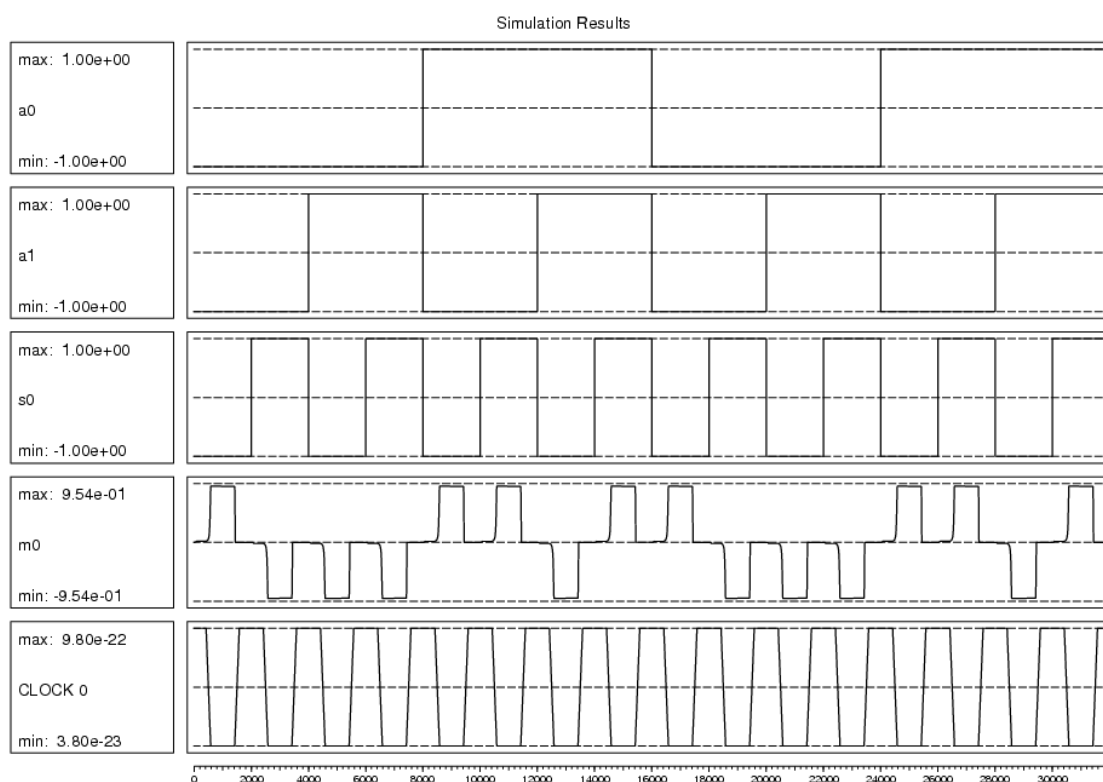 Simulation Results
max: 1.00e+00
a0
min: -1.00e+00
max: 1.00e+00
a1
min: -1.00e+00
max: 1.00e+00
s0
min: -1.00e+00
max: 9.54e-01
m0
min: -9.54e-01
max: 9.80e-22
CLOCK 0
min: 3.80e-23
0 2000 4000 6000 8000 10000 12000 14000 16000 18000 20000 22000 24000 26000 28000 30000